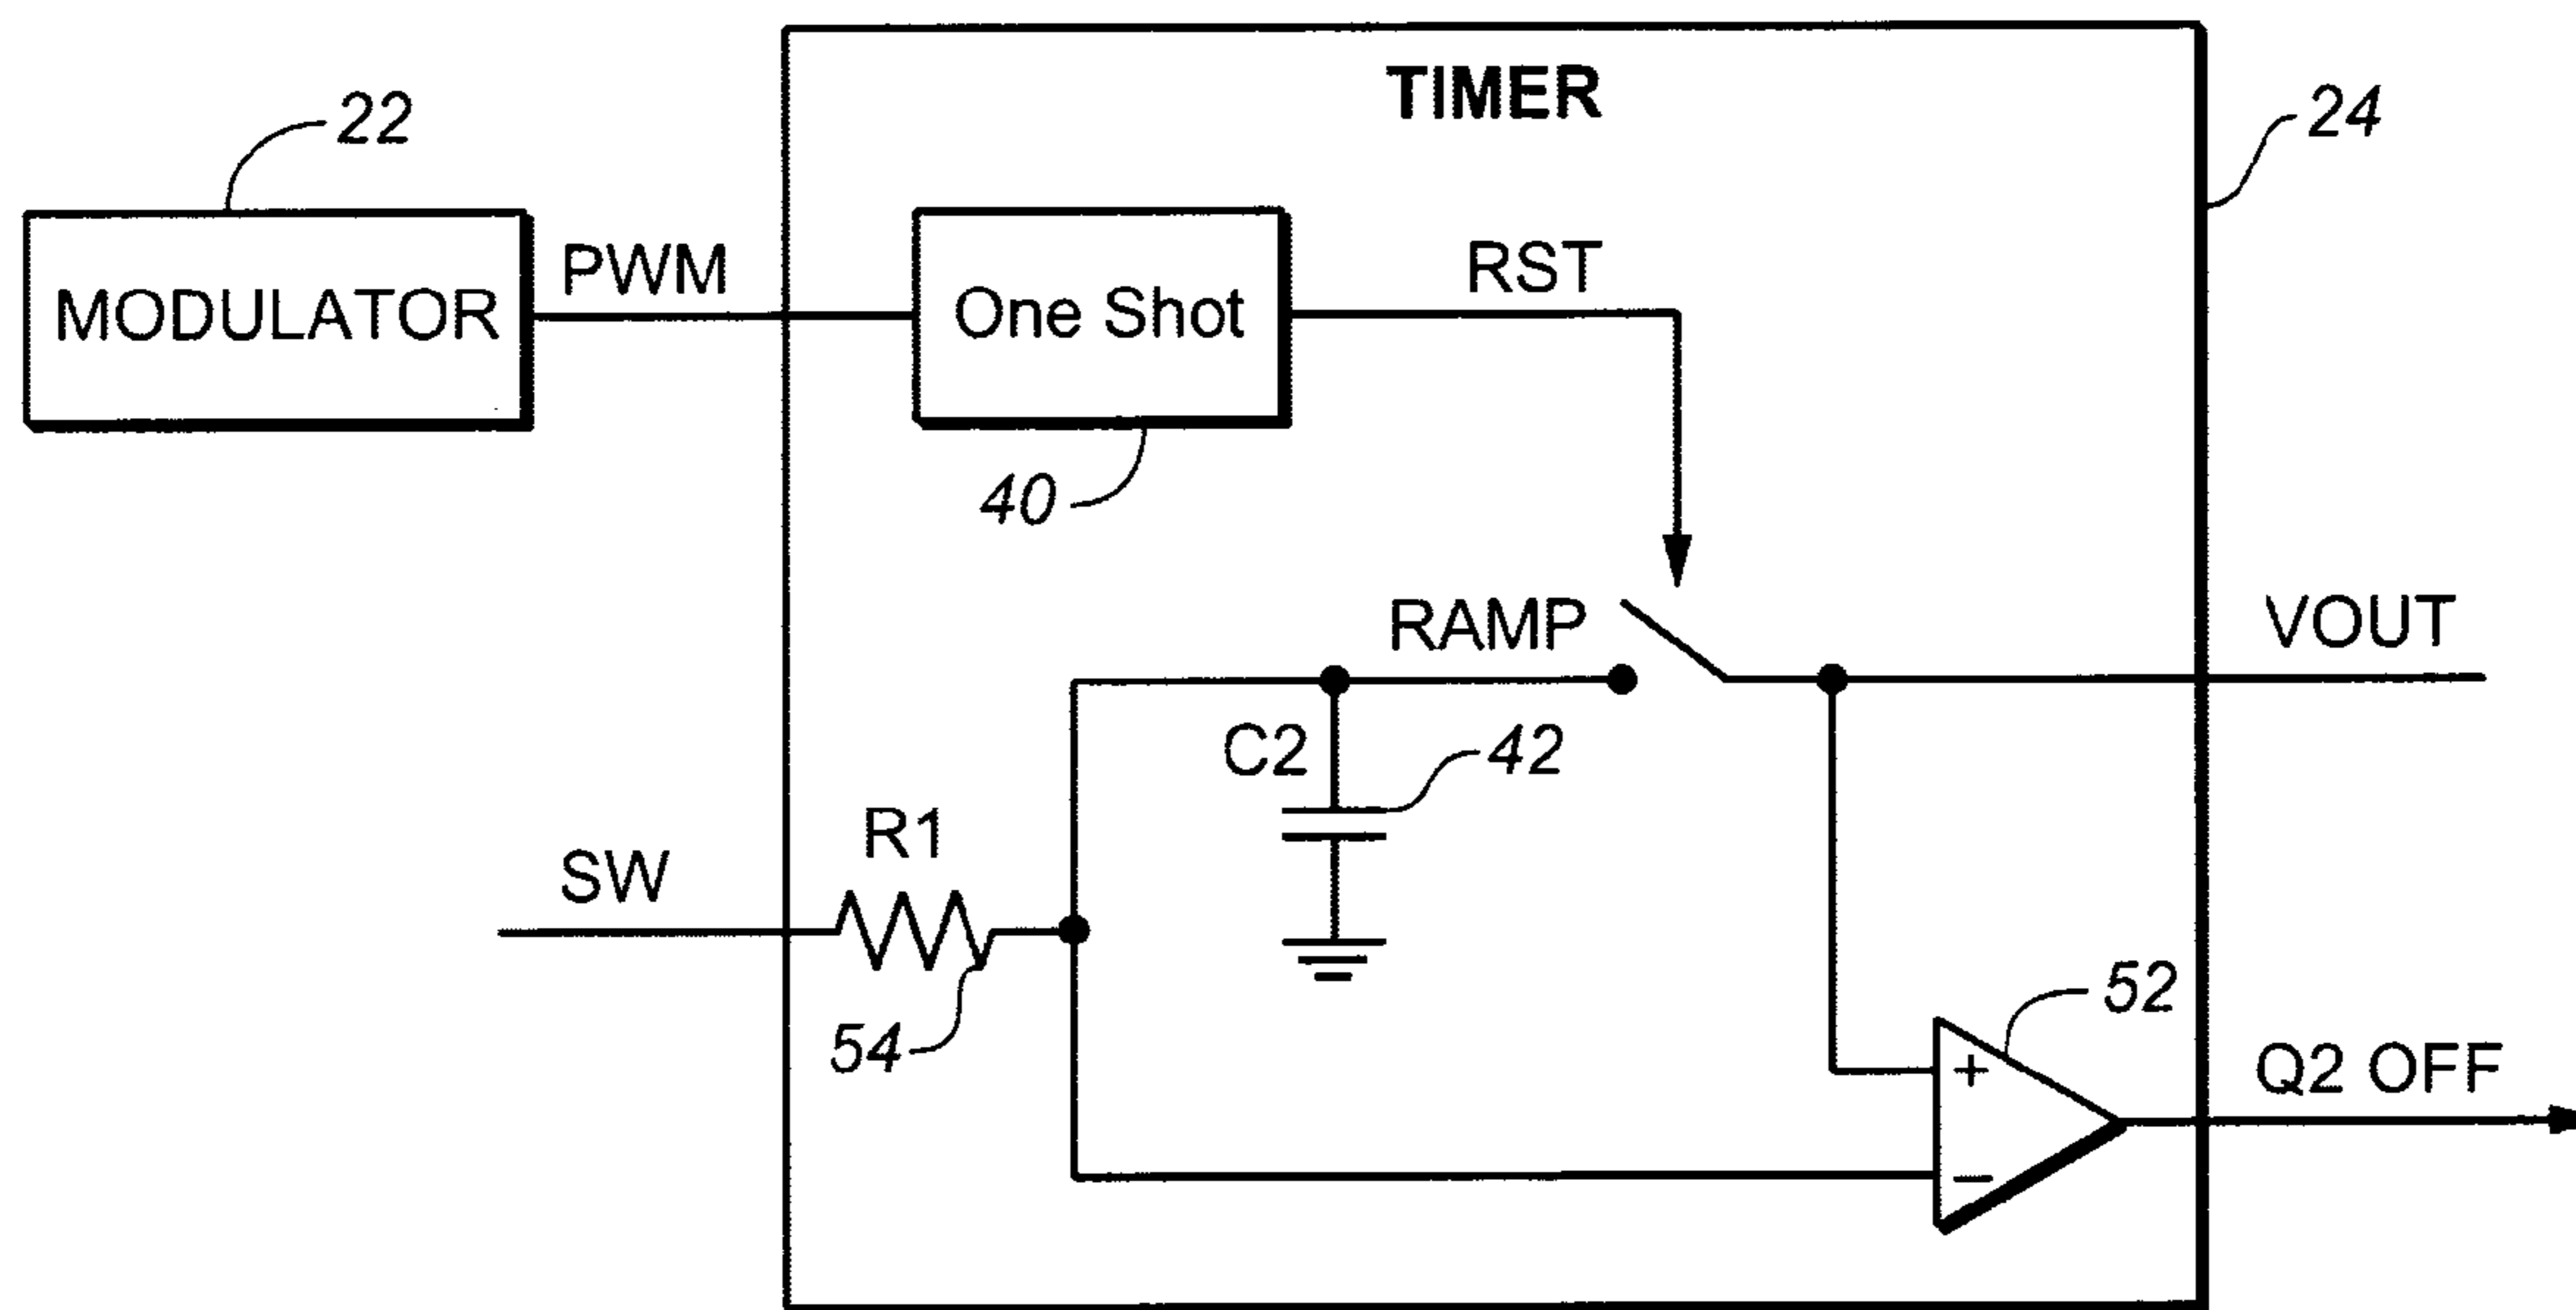 TIMER
22
24
MODULATOR
PWM
One Shot
RST
40
RAMP
VOUT
C2
42
R1
SW
54
52
+
Q2 OFF
−